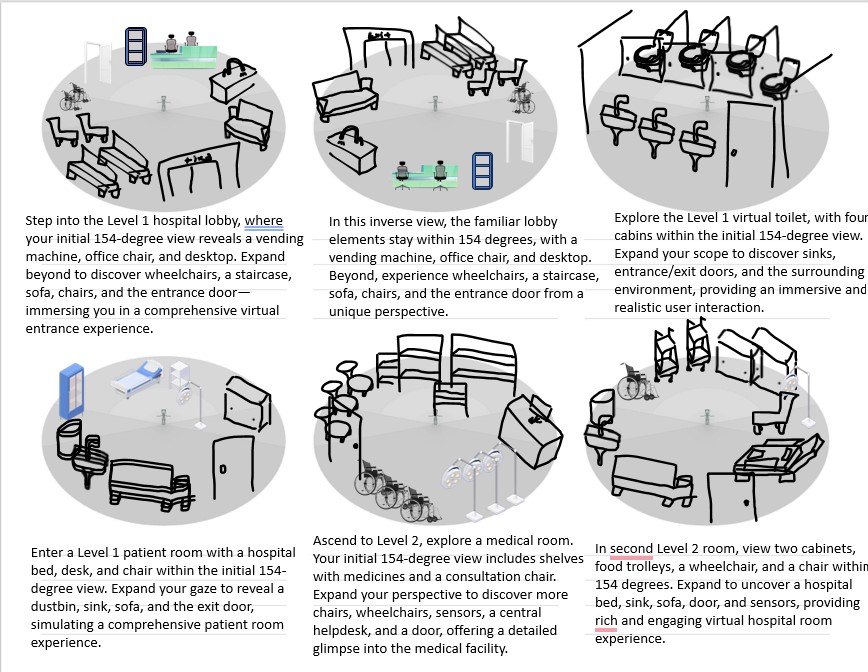 Exit
Step into the Level 1 hospital lobby, where
your initial 154-degree view reveals a vending
machine, office chair, and desktop. Expand
beyond to discover wheelchairs, a staircase,
sofa, chairs, and the entrance door—
immersing you in a comprehensive virtual
entrance experience.
In this inverse view, the familiar lobby
elements stay within 154 degrees, with a
vending machine, office chair, and desktop.
Beyond, experience wheelchairs, a staircase,
sofa, chairs, and the entrance door from a
unique perspective.
Explore the Level 1 virtual toilet, with four
cabins within the initial 154-degree view.
Expand your scope to discover sinks,
entrance/exit doors, and the surrounding
environment, providing an immersive and
realistic user interaction.
Enter a Level 1 patient room with a hospital
bed, desk, and chair within the initial 154-
degree view. Expand your gaze to reveal a
dustbin, sink, sofa, and the exit door,
simulating a comprehensive patient room
experience.
Ascend to Level 2, explore a medical room.
Your initial 154-degree view includes shelves
with medicines and a consultation chair.
Expand your perspective to discover more
chairs, wheelchairs, sensors, a central
helpdesk, and a door, offering a detailed
glimpse into the medical facility.
In second Level 2 room, view two cabinets,
food trolleys, a wheelchair, and a chair within
154 degrees. Expand to uncover a hospital
bed, sink, sofa, door, and sensors, providing
rich and engaging virtual hospital room
experience.